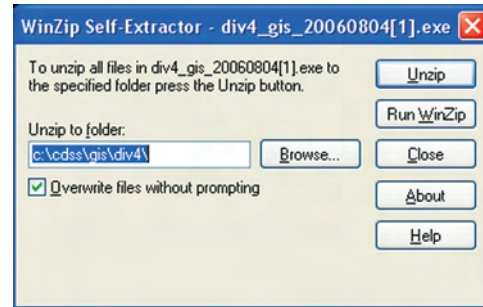 WinZip Self-Extractor - div4_gis_20060804[1].exe
To unzip all files in div4_gis_20060804[1].exe to
the specified folder press the Unzip button.
Unzip to folder:
c:\cdss\gis\div4\
Browse...
Overwrite files without prompting
Unzip
Run WinZip
Close
About
Help